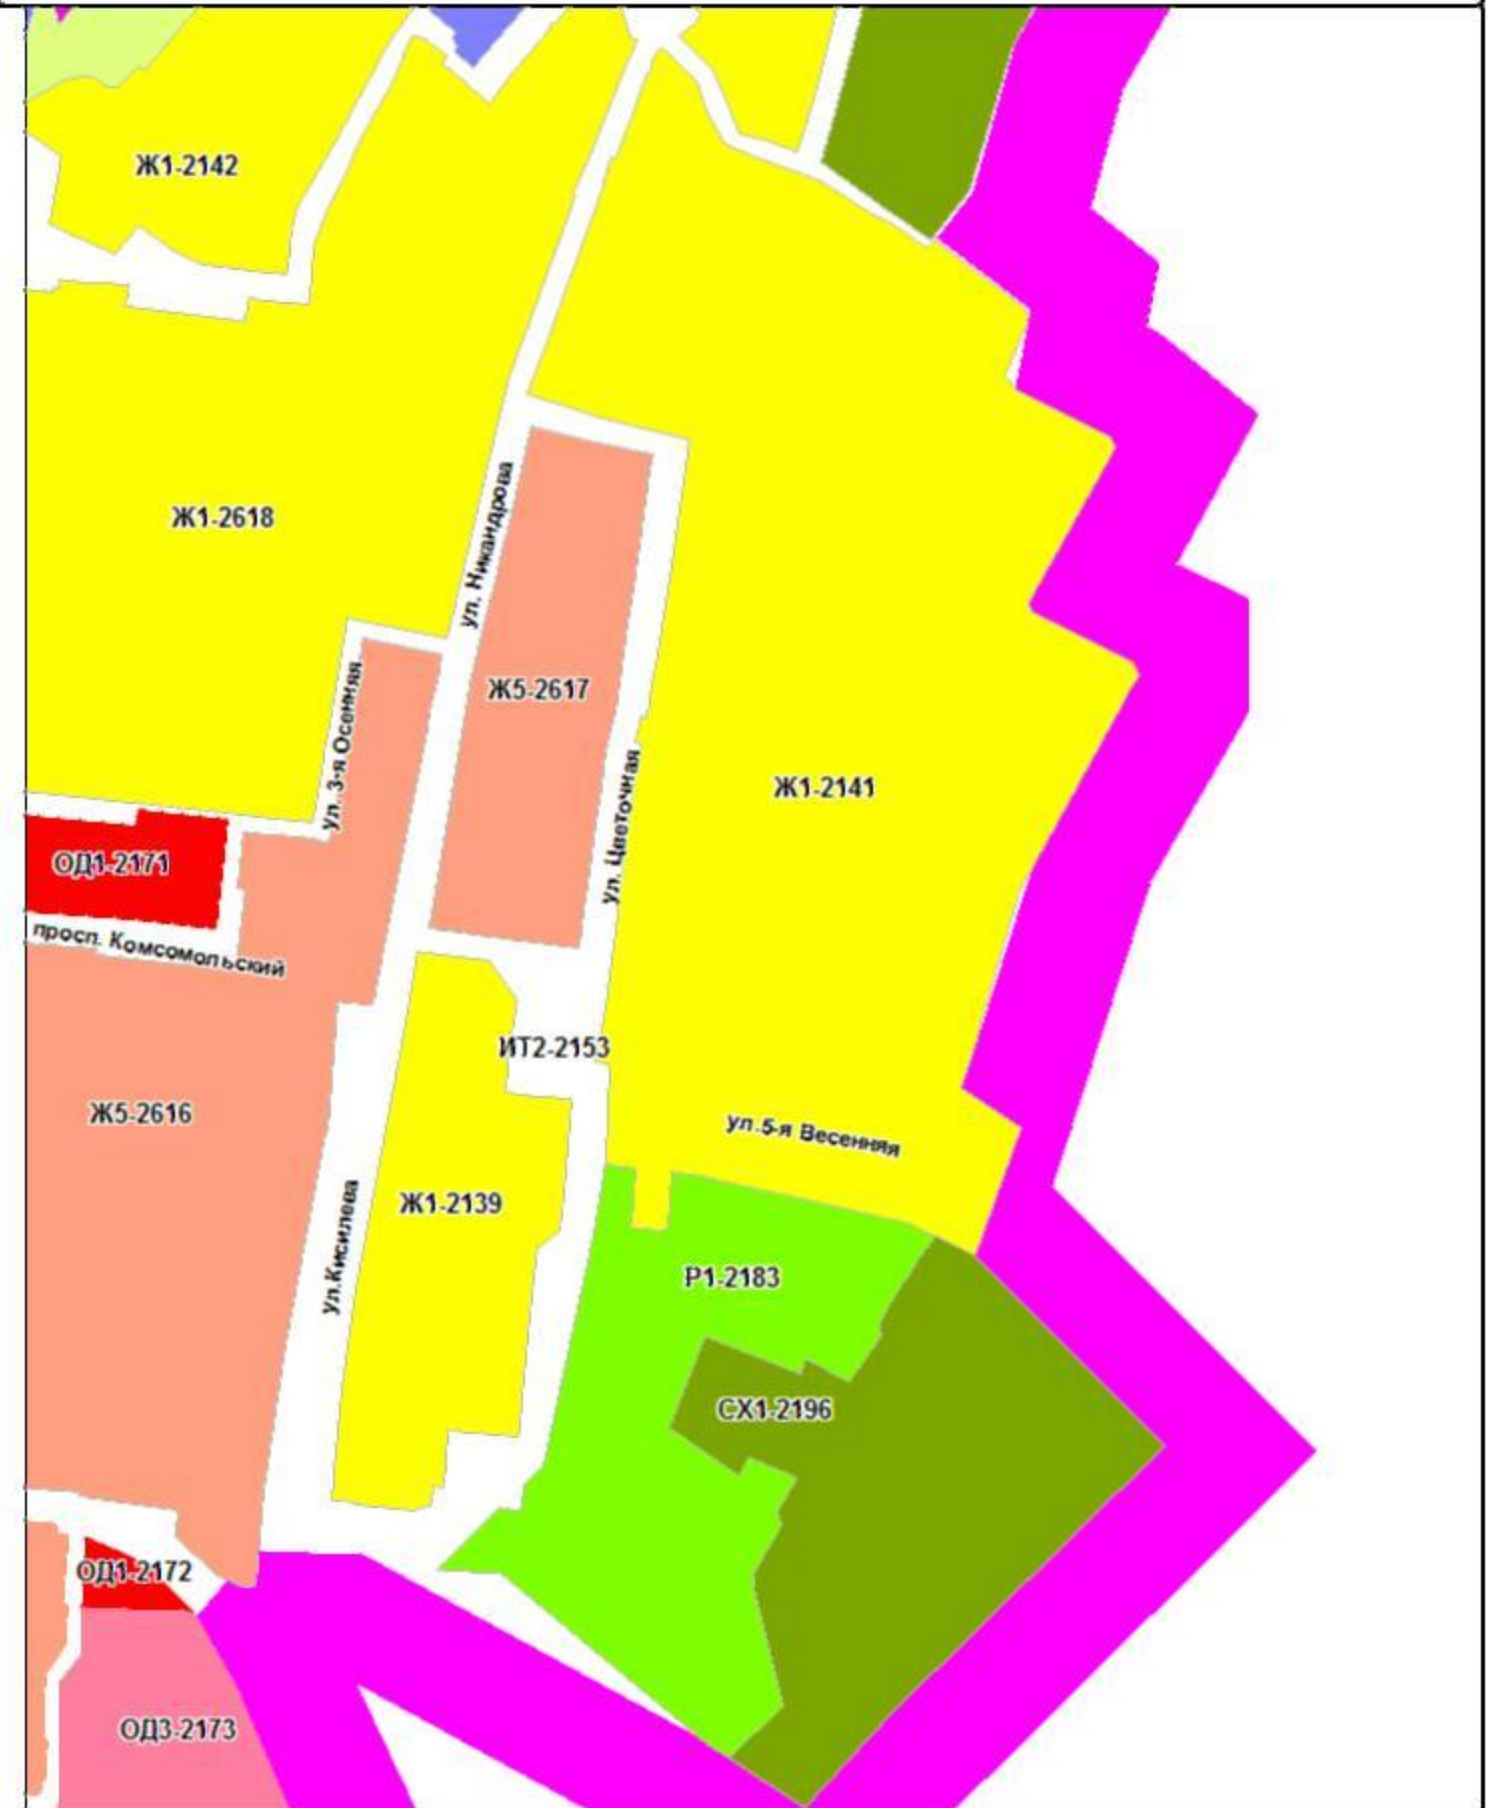 Ж1-2142
Ж1-2618
ул. Никандрова
Ж5-2617
ул. 3-я Осенняя
ул. Цветочная
Ж1-2141
ОД1-2171
просп. Комсомольский
ИТ2-2153
Ж5-2616
ул.5-я Весенняя
ул.Кисилева
Ж1-2139
Р1-2183
СХ1-2196
ОД1-2172
ОД3-2173